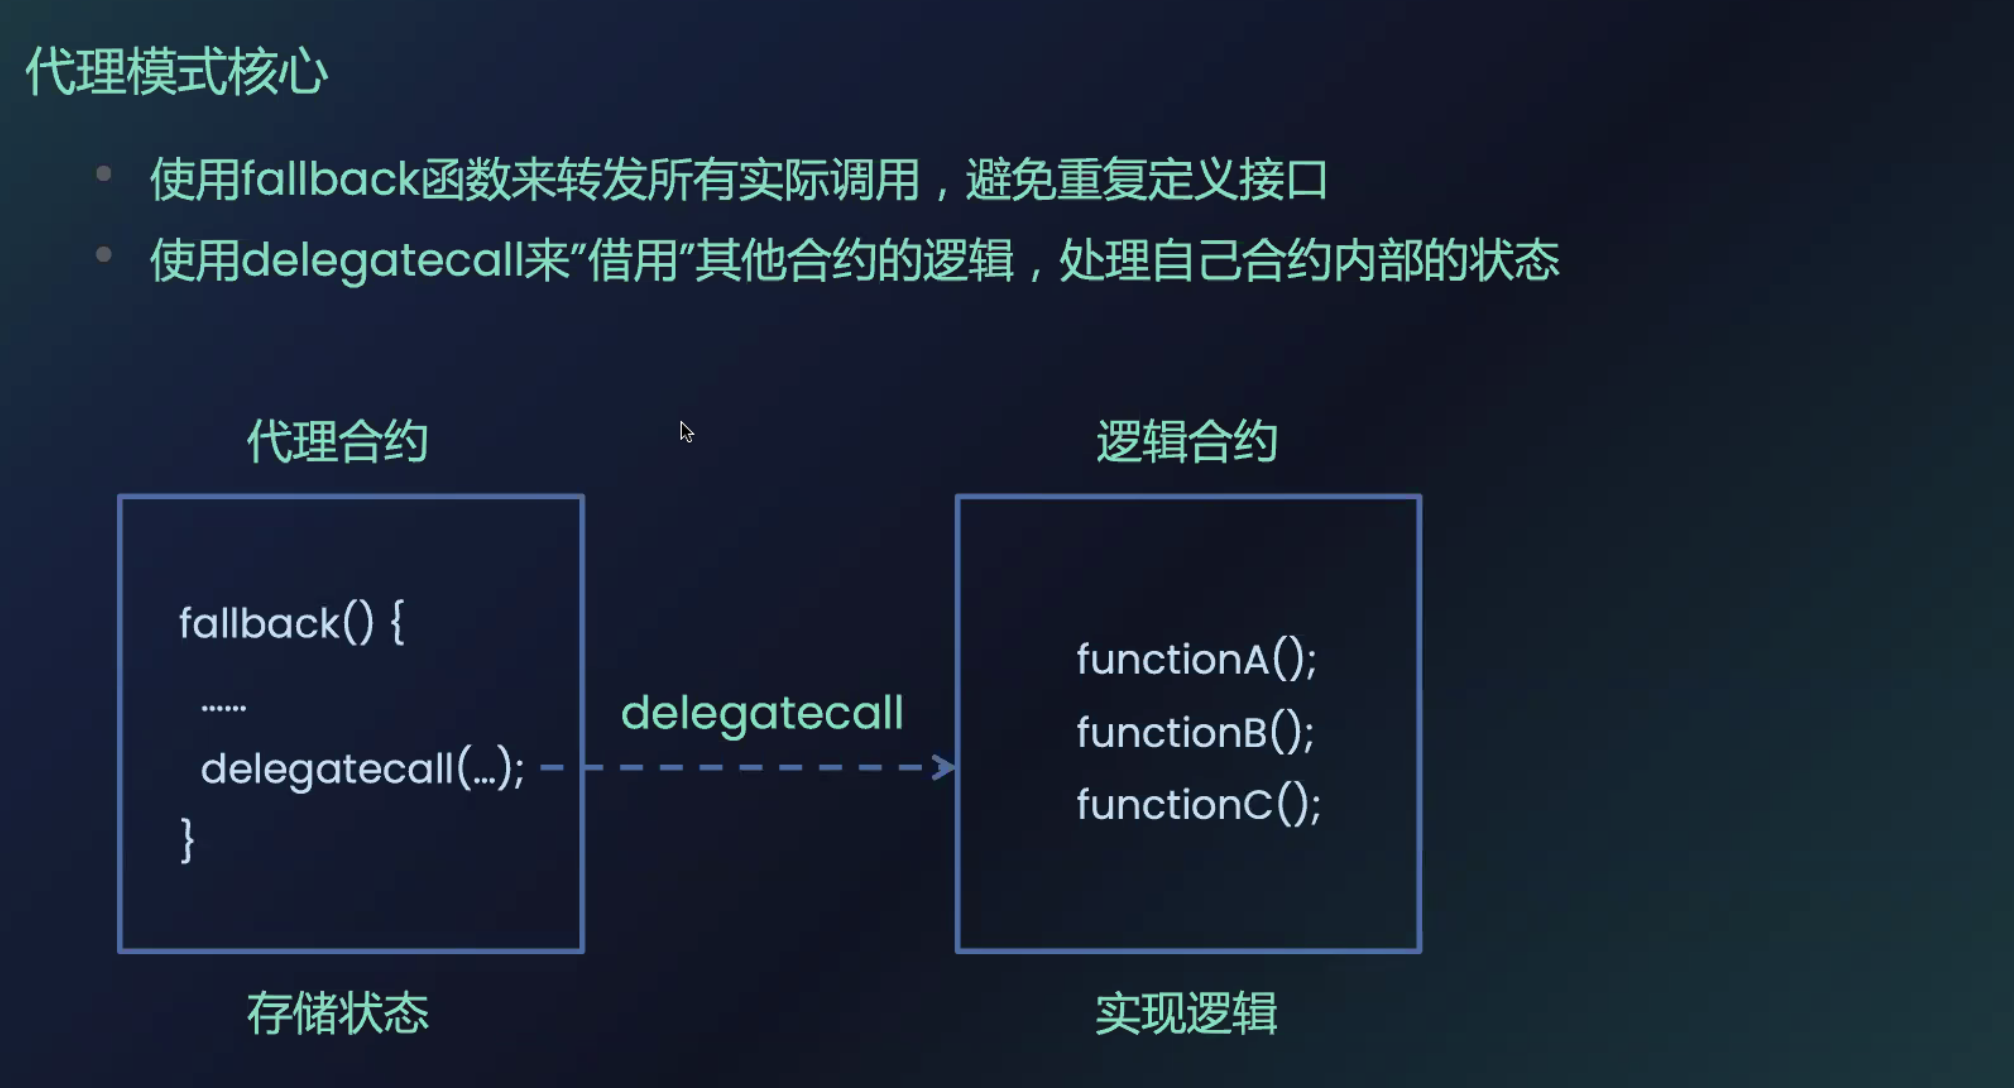 代理模式核心
使用fallback函数来转发所有实际调用，避免重复定义接口
使用delegatecall来”借用”其他合约的逻辑，处理自己合约内部的状态
代理合约
逻辑合约
fallback() {
……
delegatecall(…);
}
delegatecall
functionA();
functionB();
functionC();
存储状态
实现逻辑